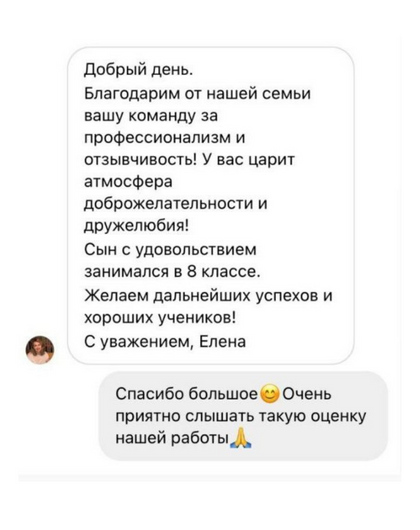 Добрый день.
Благодарим от нашей семьи
вашу команду за
профессионализм и
отзывчивость! У вас царит
атмосфера
доброжелательности и
дружелюбия!
Сын с удовольствием
занимался в 8 классе.
Желаем дальнейших успехов и
хороших учеников!
С уважением, Елена
Спасибо большое😊Очень
приятно слышать такую оценку
нашей работы🙏